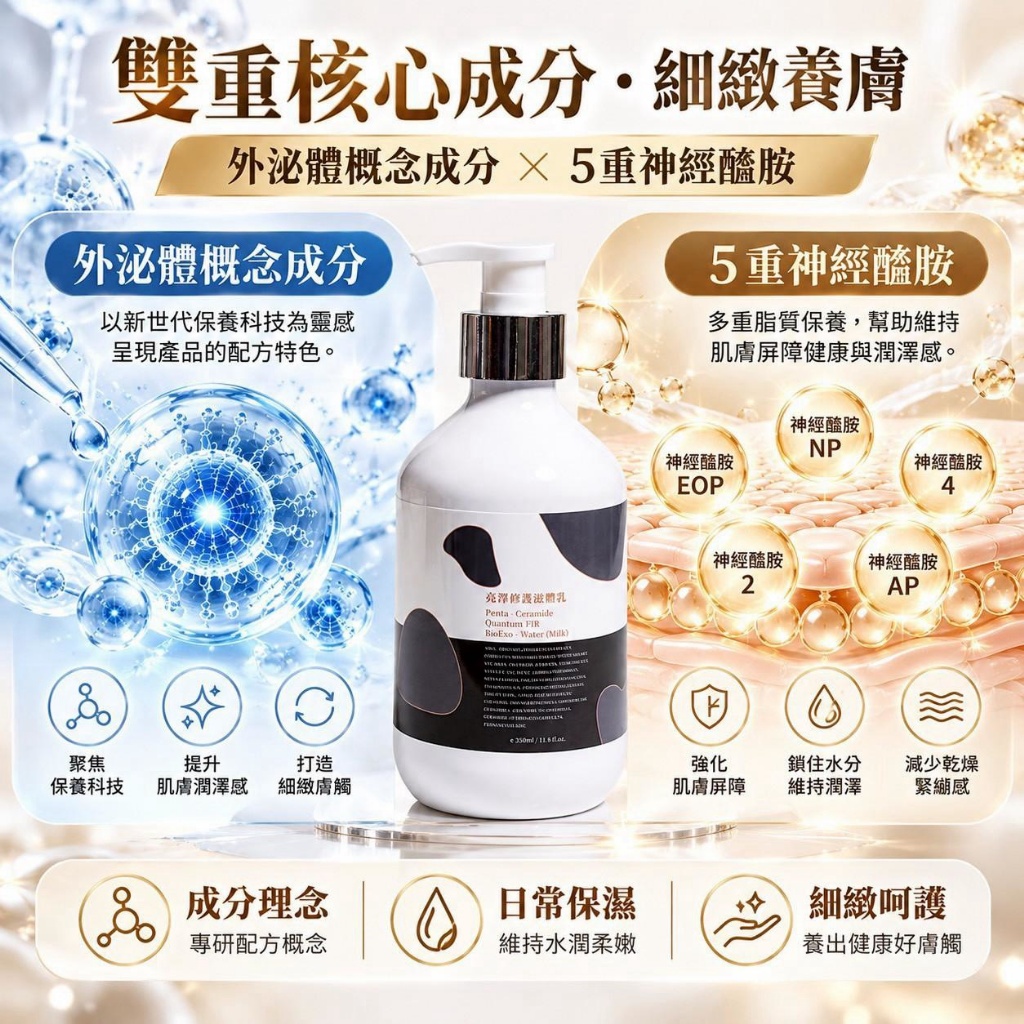 雙重核心成分·細緻養膚
外泌體概念成分 × 5重神經醯胺
外泌體概念成分
以新世代保養科技為靈感
呈現產品的配方特色。
聚焦
保養科技
提升
肌膚潤澤感
打造
細緻膚觸
亮澤修護滋體乳
Penta - Ceramide
Quantum FIR
BioExo - Water (Milk)
e 350ml / 11.8 fl.oz.
5重神經醯胺
多重脂質保養，幫助維持
肌膚屏障健康與潤澤感。
神經醯胺
NP
神經醯胺
EOP
神經醯胺
4
神經醯胺
2
神經醯胺
AP
強化
肌膚屏障
鎖住水分
維持潤澤
減少乾燥
緊繃感
成分理念
專研配方概念
日常保濕
維持水潤柔嫩
細緻呵護
養出健康好膚觸